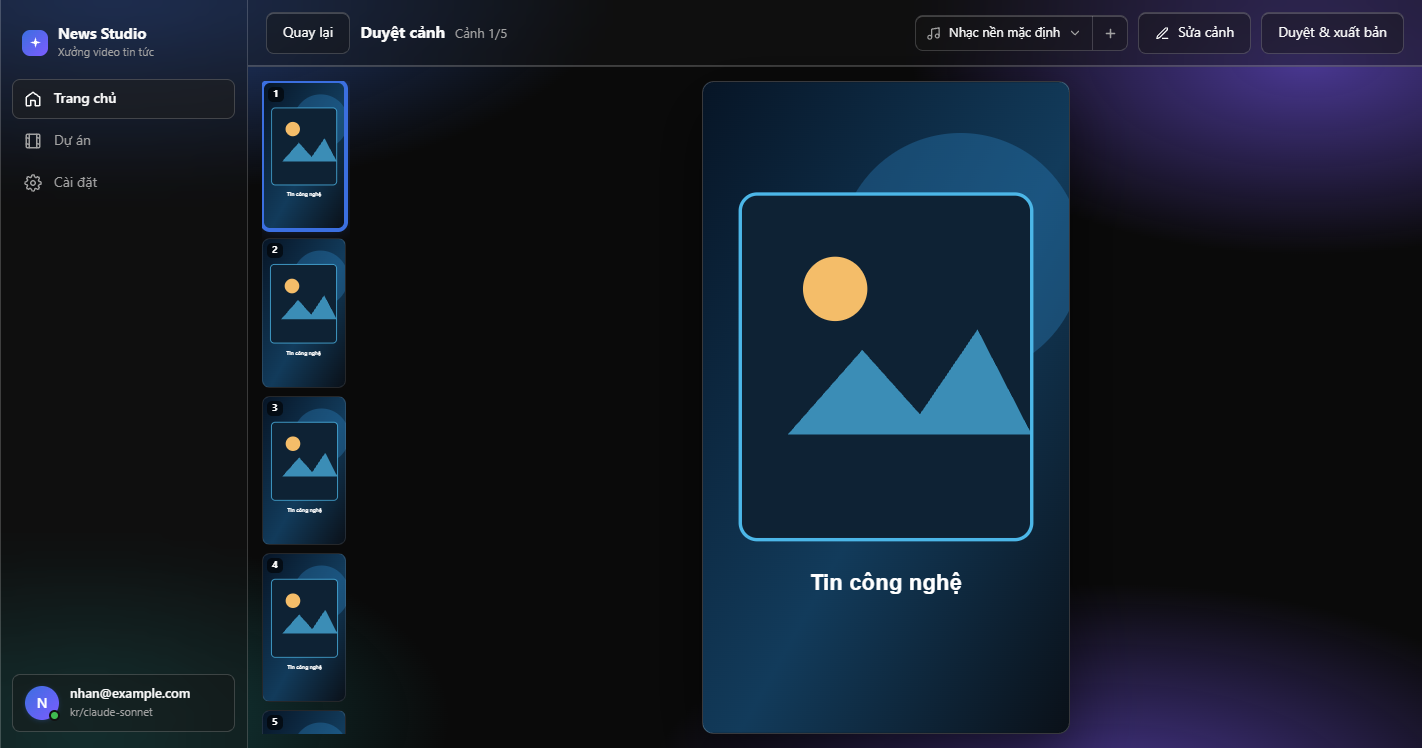 News Studio
Xưởng video tin tức
Trang chủ
Dự án
Cài đặt
nhan@example.com
kr/claude-sonnet
N
Quay lại
Duyệt cảnh
Cảnh 1/5
Nhạc nền mặc định
+
Sửa cảnh
Duyệt & xuất bản
1
Tin công nghệ
2
Tin công nghệ
3
Tin công nghệ
4
Tin công nghệ
5
Tin công nghệ